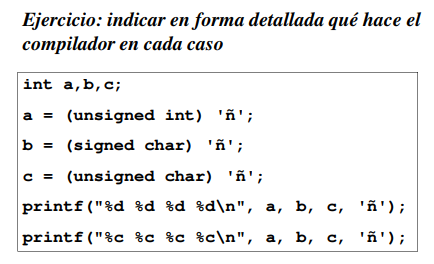 Ejercicio: indicar en forma detallada qué hace el
compilador en cada caso
int a,b,c;
a = (unsigned int) 'ñ';
b = (signed char) 'ñ';
c = (unsigned char) 'ñ';
printf("%d %d %d %d\n", a, b, c, 'ñ');
printf("%c %c %c %c\n", a, b, c, 'ñ');